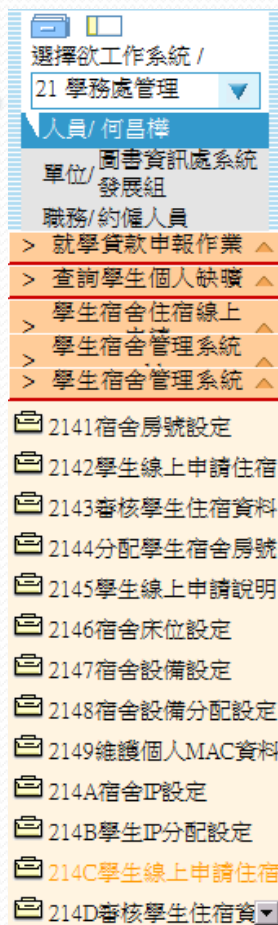 選擇欲工作系統 /
21 學務處管理
人員/ 何昌樺
單位/ 圖書資訊處系統
發展組
職務/ 約僱人員
> 就學貸款申報作業
> 查詢學生個人缺曠
> 學生宿舍住宿線上
> 學生宿舍管理系統
> 學生宿舍管理系統
2141宿舍房號設定
2142學生線上申請住宿
2143審核學生住宿資料
2144分配學生宿舍房號
2145學生線上申請說明
2146宿舍床位設定
2147宿舍設備設定
2148宿舍設備分配設定
2149維護個人MAC資料
214A宿舍IP設定
214B學生IP分配設定
214C學生線上申請住宿
214D審核學生住宿資